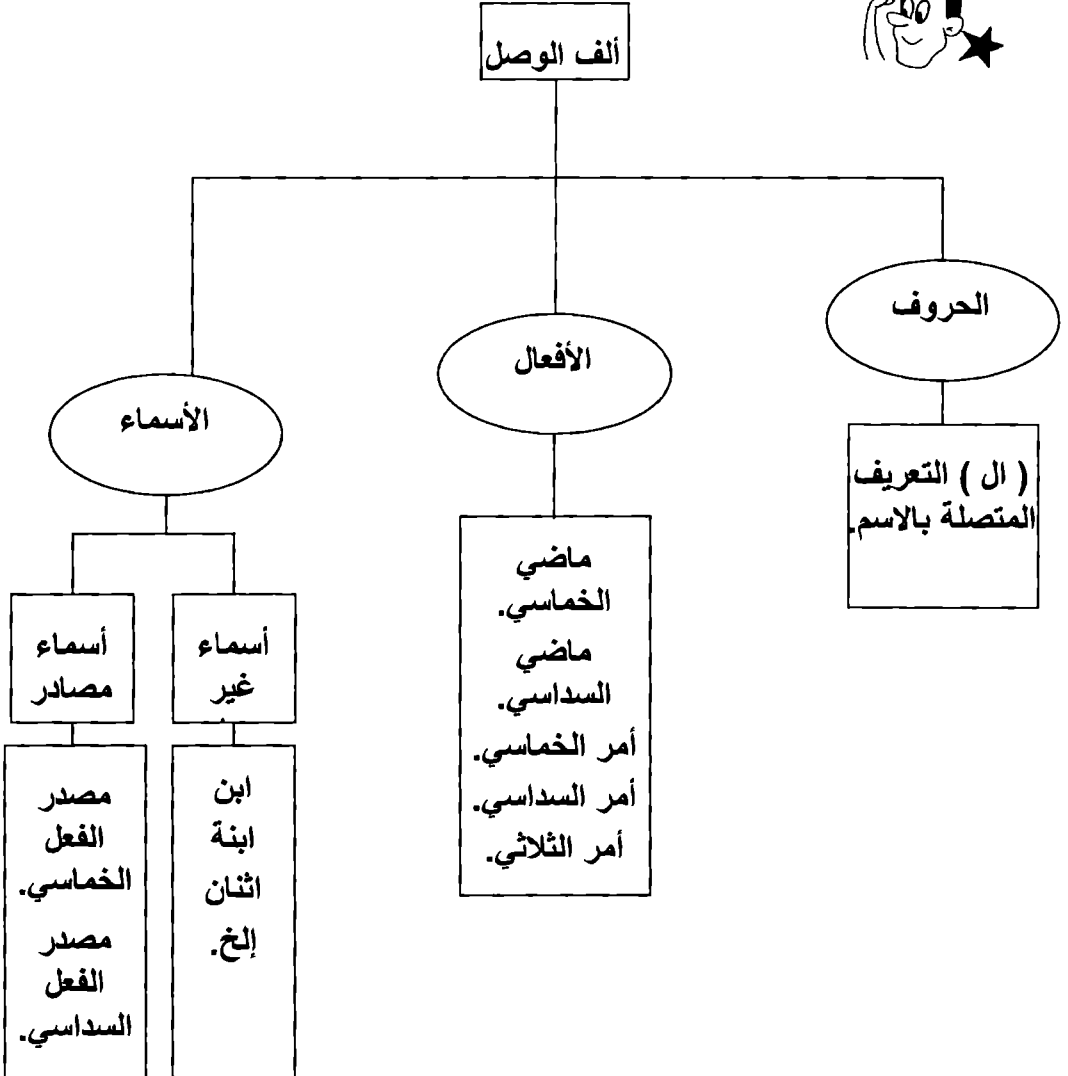 ألف الوصل
الحروف
( ال ) التعريف
المتصلة بالاسم.
الأفعال
ماضي
الخماسي.
ماضي
السداسي.
أمر الخماسي.
أمر السداسي.
أمر الثلاثي.
الأسماء
أسماء
غير
ابن
ابنة
اثنان
إلخ.
أسماء
مصادر
مصدر
الفعل
الخماسي.
مصدر
الفعل
السداسي.